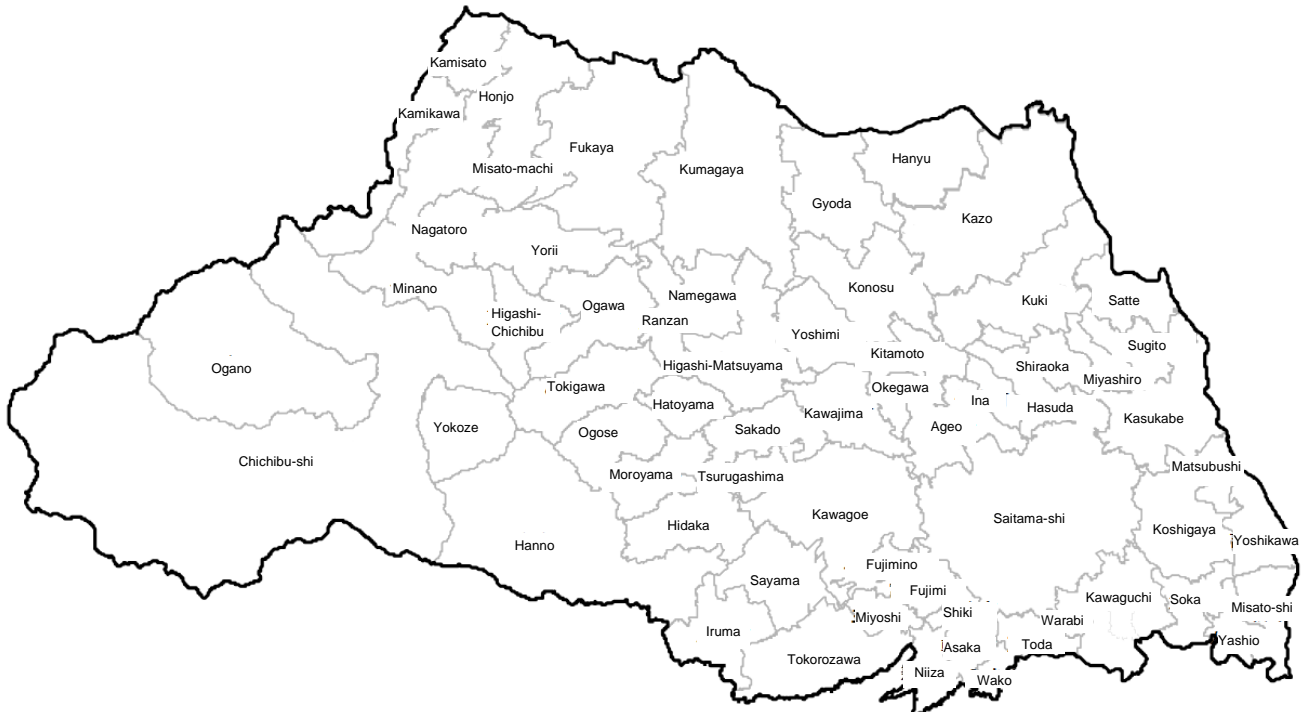 Kamisato
Honjo
Kamikawa
Fukaya
Hanyu
Misato-machi
Kumagaya
Gyoda
Kazo
Nagatoro
Yorii
Minano
Konosu
Namegawa
Kuki
Satte
Ogawa
Higashi-
Chichibu
Ranzan
Yoshimi
Sugito
Kitamoto
Ogano
Higashi-Matsuyama
Shiraoka
Miyashiro
Tokigawa
Okegawa
Ina
Hatoyama
Hasuda
Kawajima
Kasukabe
Yokoze
Ogose
Sakado
Ageo
Chichibu-shi
Matsubushi
Moroyama
Tsurugashima
Kawagoe
Saitama-shi
Hidaka
Koshigaya
Yoshikawa
Hanno
Fujimino
Sayama
Fujimi
Kawaguchi
Soka
Misato-shi
Shiki
Miyoshi
Warabi
Iruma
Yashio
Toda
Asaka
Tokorozawa
Niiza
Wako